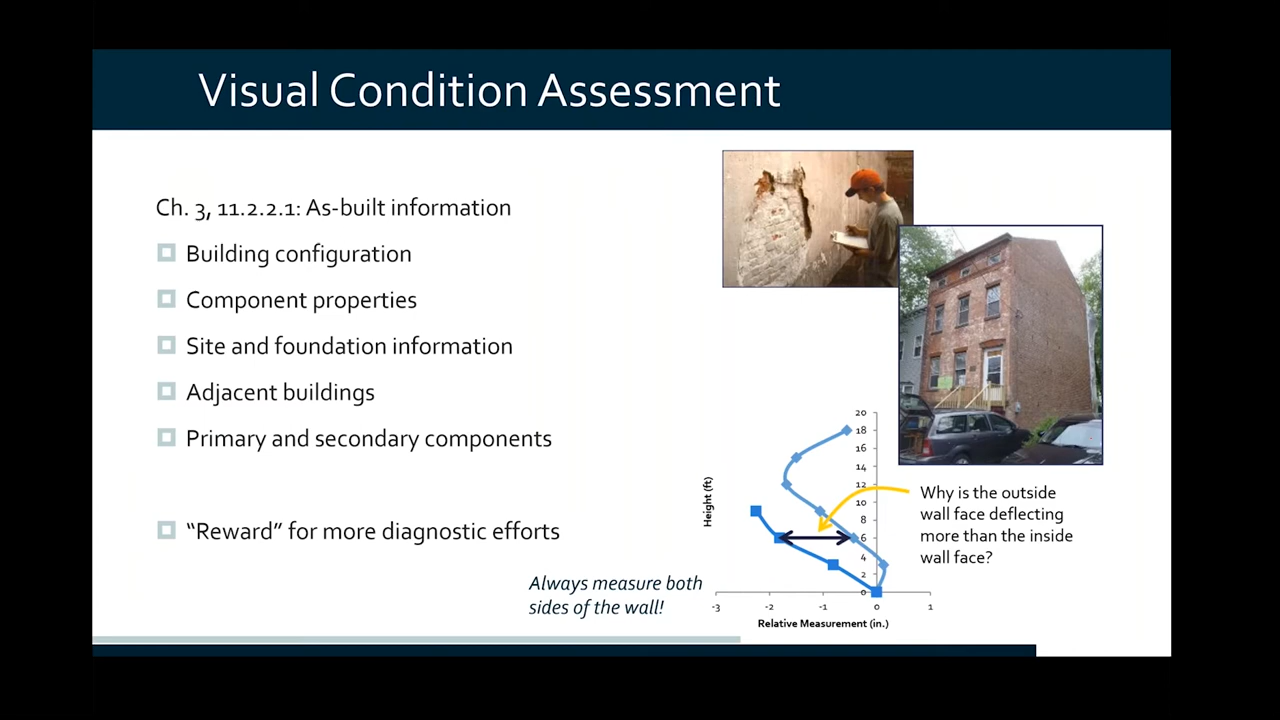 Visual Condition Assessment
Ch. 3, 11.2.2.1: As-built information
Building configuration
Component properties
Site and foundation information
Adjacent buildings
Primary and secondary components
“Reward” for more diagnostic efforts
Always measure both
sides of the wall!
Height (ft)
20
18
16
14
12
10
8
6
4
2
0
-3 -2 -1 0 1
Relative Measurement (in.)
Why is the outside
wall face deflecting
more than the inside
wall face?